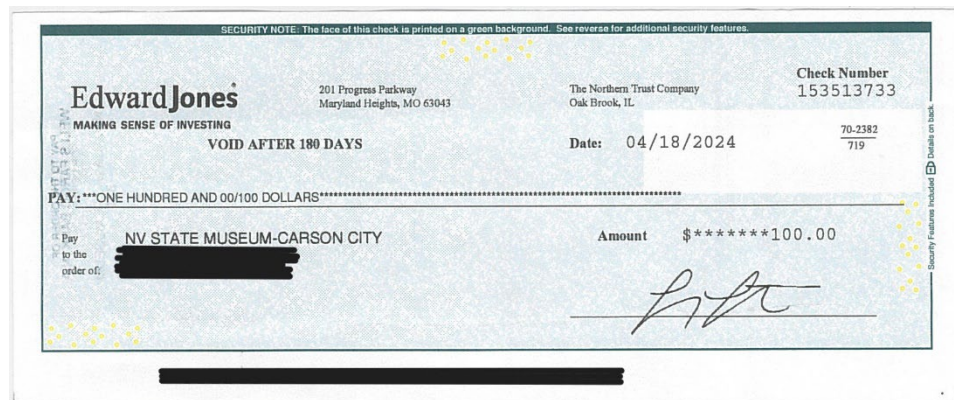 SECURITY NOTE: The face of this check is printed on a green background. See reverse for additional security features.
Edward Jones
MAKING SENSE OF INVESTING
201 Progress Parkway
Maryland Heights, MO 63043
The Northern Trust Company
Oak Brook, IL
Check Number
153513733
VOID AFTER 180 DAYS
Date: 04/18/2024
70-2382
719
PAY: ***ONE HUNDRED AND 00/100 DOLLARS***********************************************************************************
Pay
to the
order of:
NV STATE MUSEUM-CARSON CITY
Amount $*******100.00
Security Features Included Details on back.